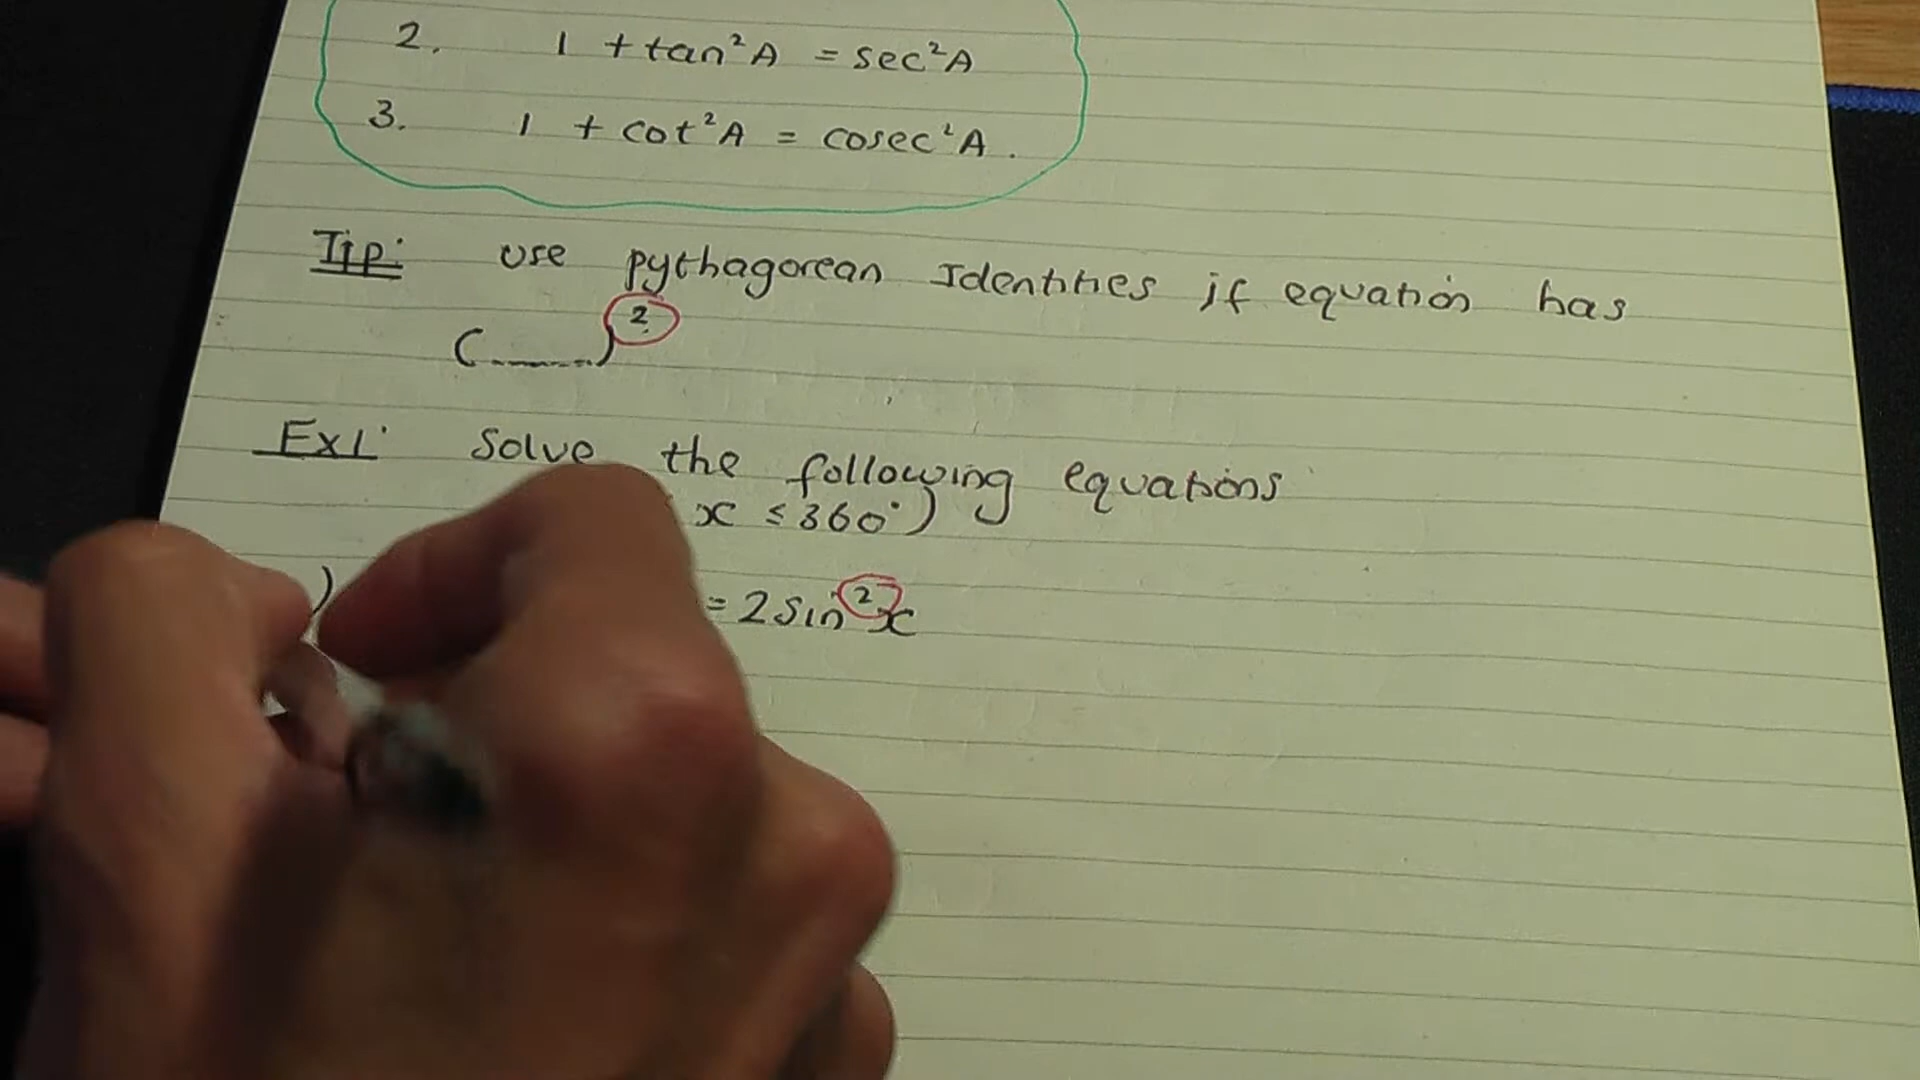 2. 1 + tan²A = sec²A
3. 1 + cot²A = cosec²A.
Tip: use pythagorean Identities if equation has
(.......)²
Ex1: Solve the following equations
x ≤ 360°)
) = 2sin²x